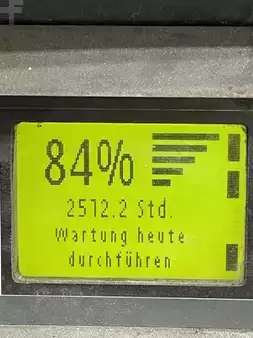 84%
2512.2 Std.
Wartung heute
durchführen